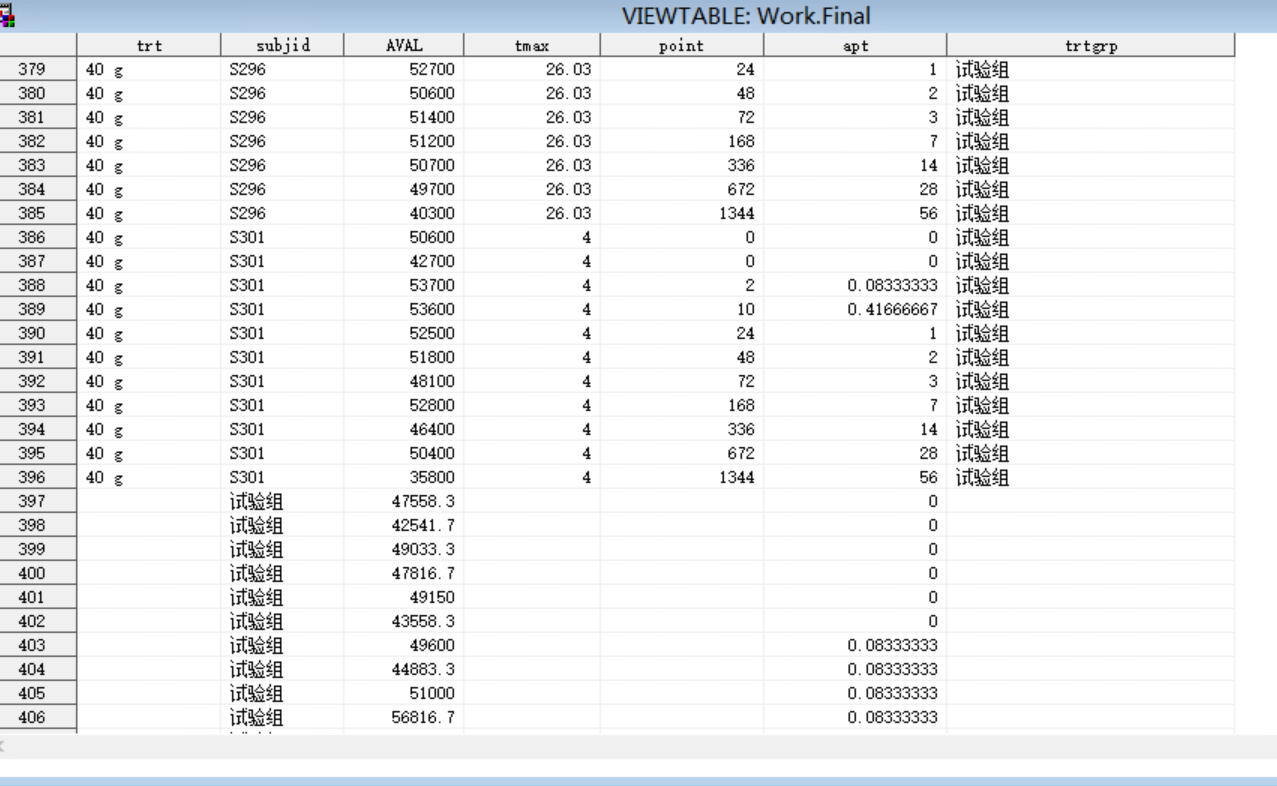 VIEWTABLE: Work.Final
trt subjid AVAL tmax point apt trtgrp
379 40 g S296 52700 26.03 24 1 试验组
380 40 g S296 50600 26.03 48 2 试验组
381 40 g S296 51400 26.03 72 3 试验组
382 40 g S296 51200 26.03 168 7 试验组
383 40 g S296 50700 26.03 336 14 试验组
384 40 g S296 49700 26.03 672 28 试验组
385 40 g S296 40300 26.03 1344 56 试验组
386 40 g S301 50600 4 0 0 试验组
387 40 g S301 42700 4 0 0 试验组
388 40 g S301 53700 4 2 0.08333333 试验组
389 40 g S301 53600 4 10 0.41666667 试验组
390 40 g S301 52500 4 24 1 试验组
391 40 g S301 51800 4 48 2 试验组
392 40 g S301 48100 4 72 3 试验组
393 40 g S301 52800 4 168 7 试验组
394 40 g S301 46400 4 336 14 试验组
395 40 g S301 50400 4 672 28 试验组
396 40 g S301 35800 4 1344 56 试验组
397 试验组 47558.3 0
398 试验组 42541.7 0
399 试验组 49033.3 0
400 试验组 47816.7 0
401 试验组 49150 0
402 试验组 43558.3 0
403 试验组 49600 0.08333333
404 试验组 44883.3 0.08333333
405 试验组 51000 0.08333333
406 试验组 56816.7 0.08333333